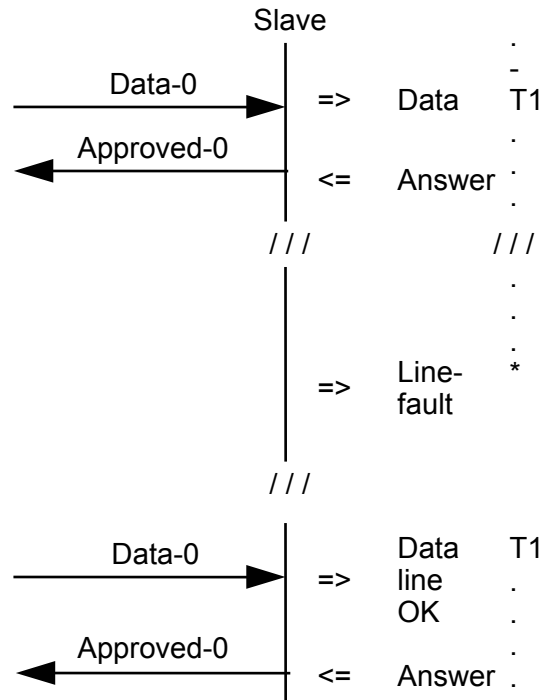 Slave
.
-
Data-0 => Data T1
.
Approved-0 .
<= Answer .
/ / / / / /
.
.
.
Line- *
=> fault
/ / /
Data T1
Data-0 => line .
OK .
Approved-0 .
<= Answer .